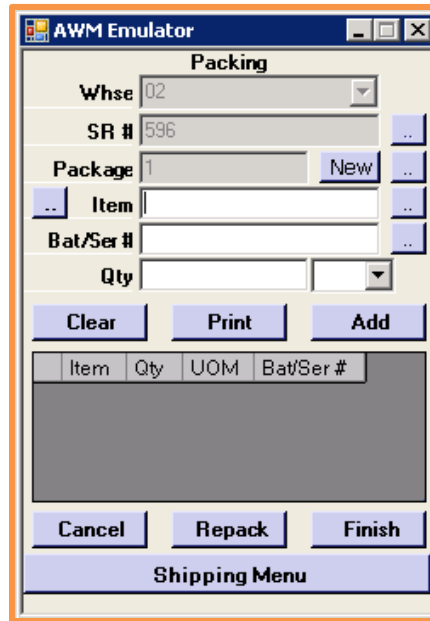 AWM Emulator
Packing
Whse 02
SR # 596
.. 
Package 1 New ..
.. Item ..
Bat/Ser # ..
Qty
Clear Print Add
Item Qty UOM Bat/Ser #
Cancel Repack Finish
Shipping Menu